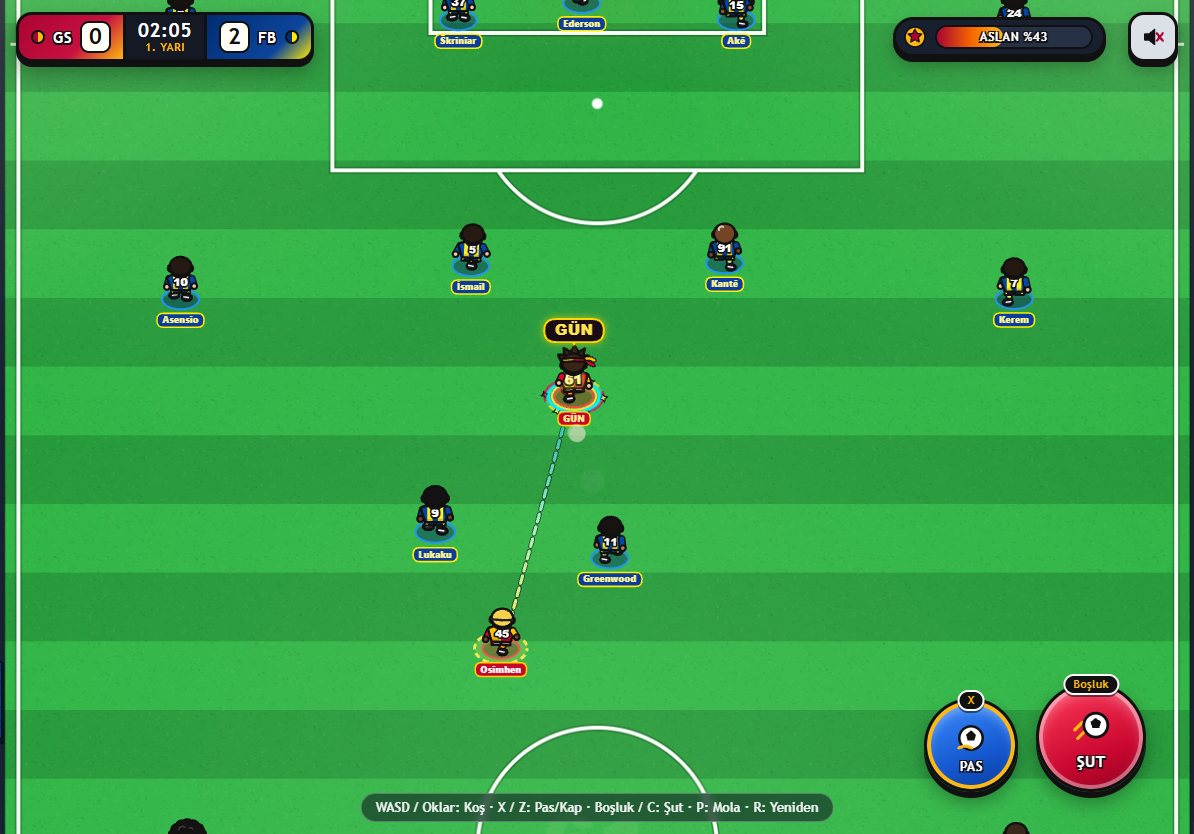 GS 0 02:05 1. YARI 2 FB
ASLAN %43
37
Skriniar
Ederson
15
Aké
24
10
Asensio
5
İsmail
91
Kanté
7
Kerem
GÜN
61
GÜN
9
Lukaku
11
Greenwood
45
Osimhen
X
PAS
Boşluk
ŞUT
WASD / Oklar: Koş · X / Z: Pas/Kap · Boşluk / C: Şut · P: Mola · R: Yeniden